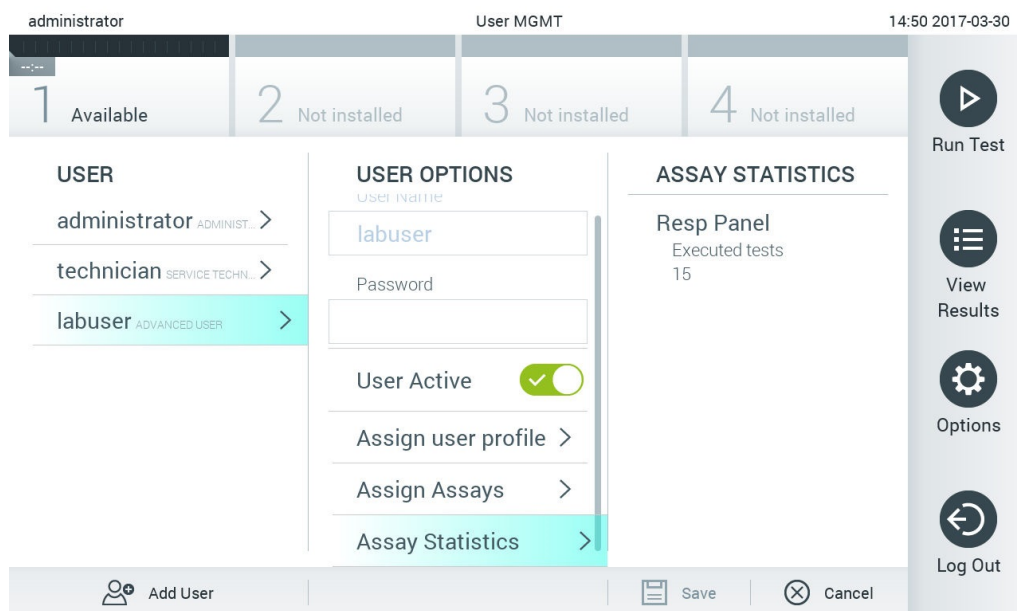 administrator
User MGMT
14:50 2017-03-30
--:--
1 Available
2 Not installed
3 Not installed
4 Not installed
Run Test
USER
administrator ADMINIST...
technician SERVICE TECHN...
labuser ADVANCED USER
USER OPTIONS
User Name
labuser
Password
User Active
Assign user profile
Assign Assays
Assay Statistics
ASSAY STATISTICS
Resp Panel
Executed tests
15
View
Results
Options
Log Out
Add User
Save
Cancel